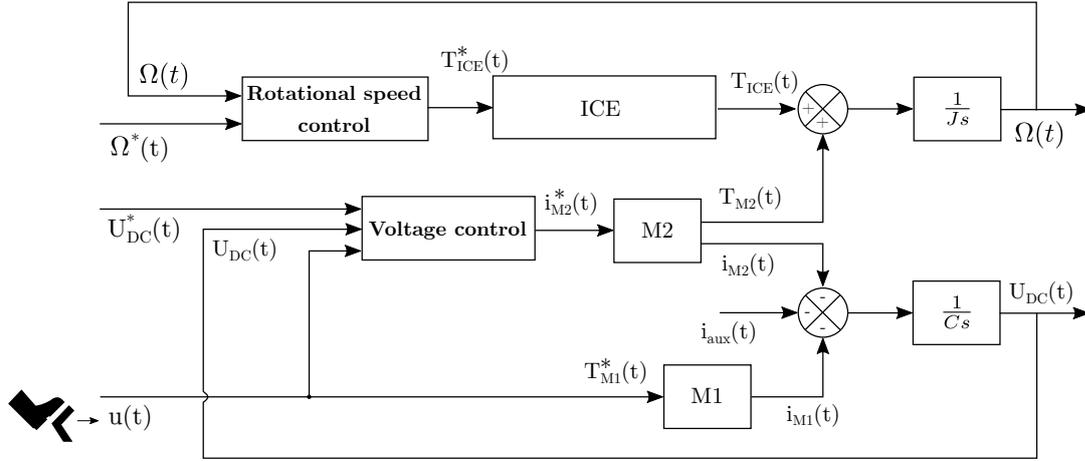 Ω(t)
Rotational speed
control
T*ICE(t)
ICE
TICE(t)
+
+
1
Js
Ω(t)
Ω*(t)
U*DC(t)
UDC(t)
Voltage control
i*M2(t)
M2
TM2(t)
iM2(t)
-
-
-
iaux(t)
1
Cs
UDC(t)
u(t)
T*M1(t)
M1
iM1(t)